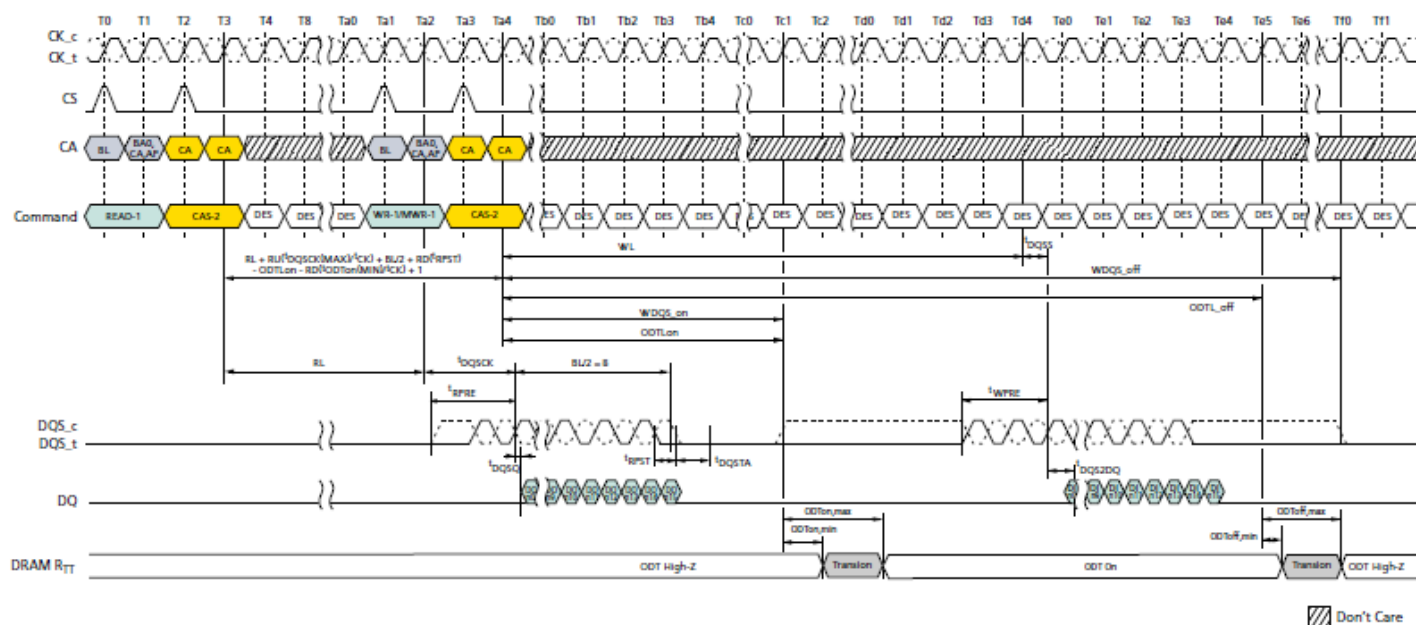 T0 T1 T2 T3 T4 T8 Ta0 Ta1 Ta2 Ta3 Ta4 Tb0 Tb1 Tb2 Tb3 Tb4 Tc0 Tc1 Tc2 Td0 Td1 Td2 Td3 Td4 Te0 Te1 Te2 Te3 Te4 Te5 Te6 Tf0 Tf1
CK_c
CK_t
CS
CA BL BA0, CA,AP CA CA BL BA0, CA,AP CA CA
Command READ-1 CAS-2 DES DES DES WR-1/MWR-1 CAS-2 DES DES DES DES DES DES DES DES DES DES DES DES DES DES DES DES DES DES DES DES DES DES
WL tDQSS
RL + RU(tDQSCK(MAX)/tCK) + BL/2 + RD(tRPST)
- ODTLon - RD(tODTon(MIN)/tCK) + 1
WDQS_off
ODTL_off
WDQS_on
ODTLon
RL tDQSCK BL/2 = 8
tRPRE tWPRE
DQS_c
DQS_t
tDQSQ tRPST tDQSTA tDQS2DQ
DQ
ODTon,max ODToff,max
ODTon,min ODToff,min
DRAM RTT ODT High-Z Transion ODT On Transion ODT High-Z
Don't Care